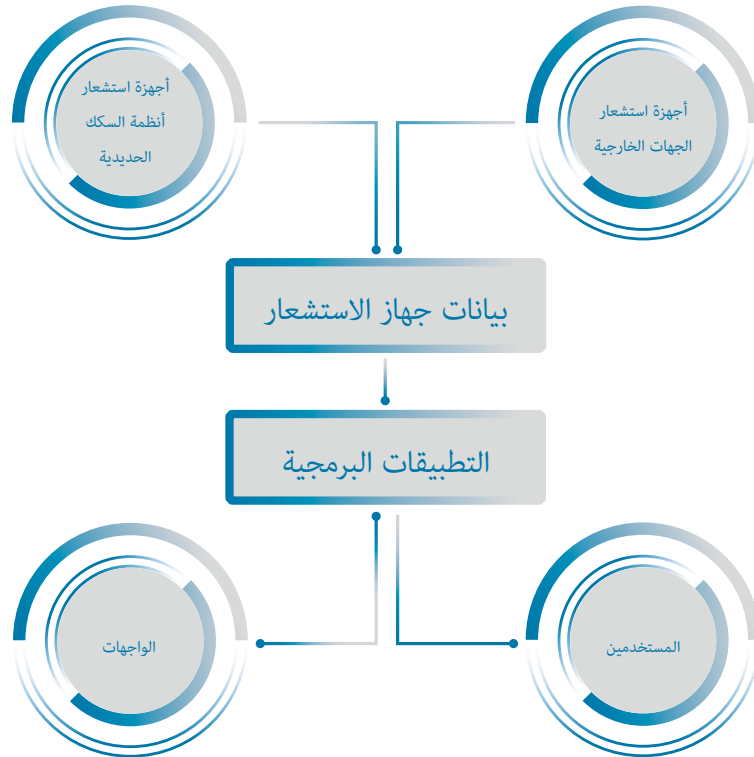 أجهزة استشعار
الجهات الخارجية
أجهزة استشعار
أنظمة السكك
الحديدية
بيانات جهاز الاستشعار
التطبيقات البرمجية
المستخدمين
الواجهات